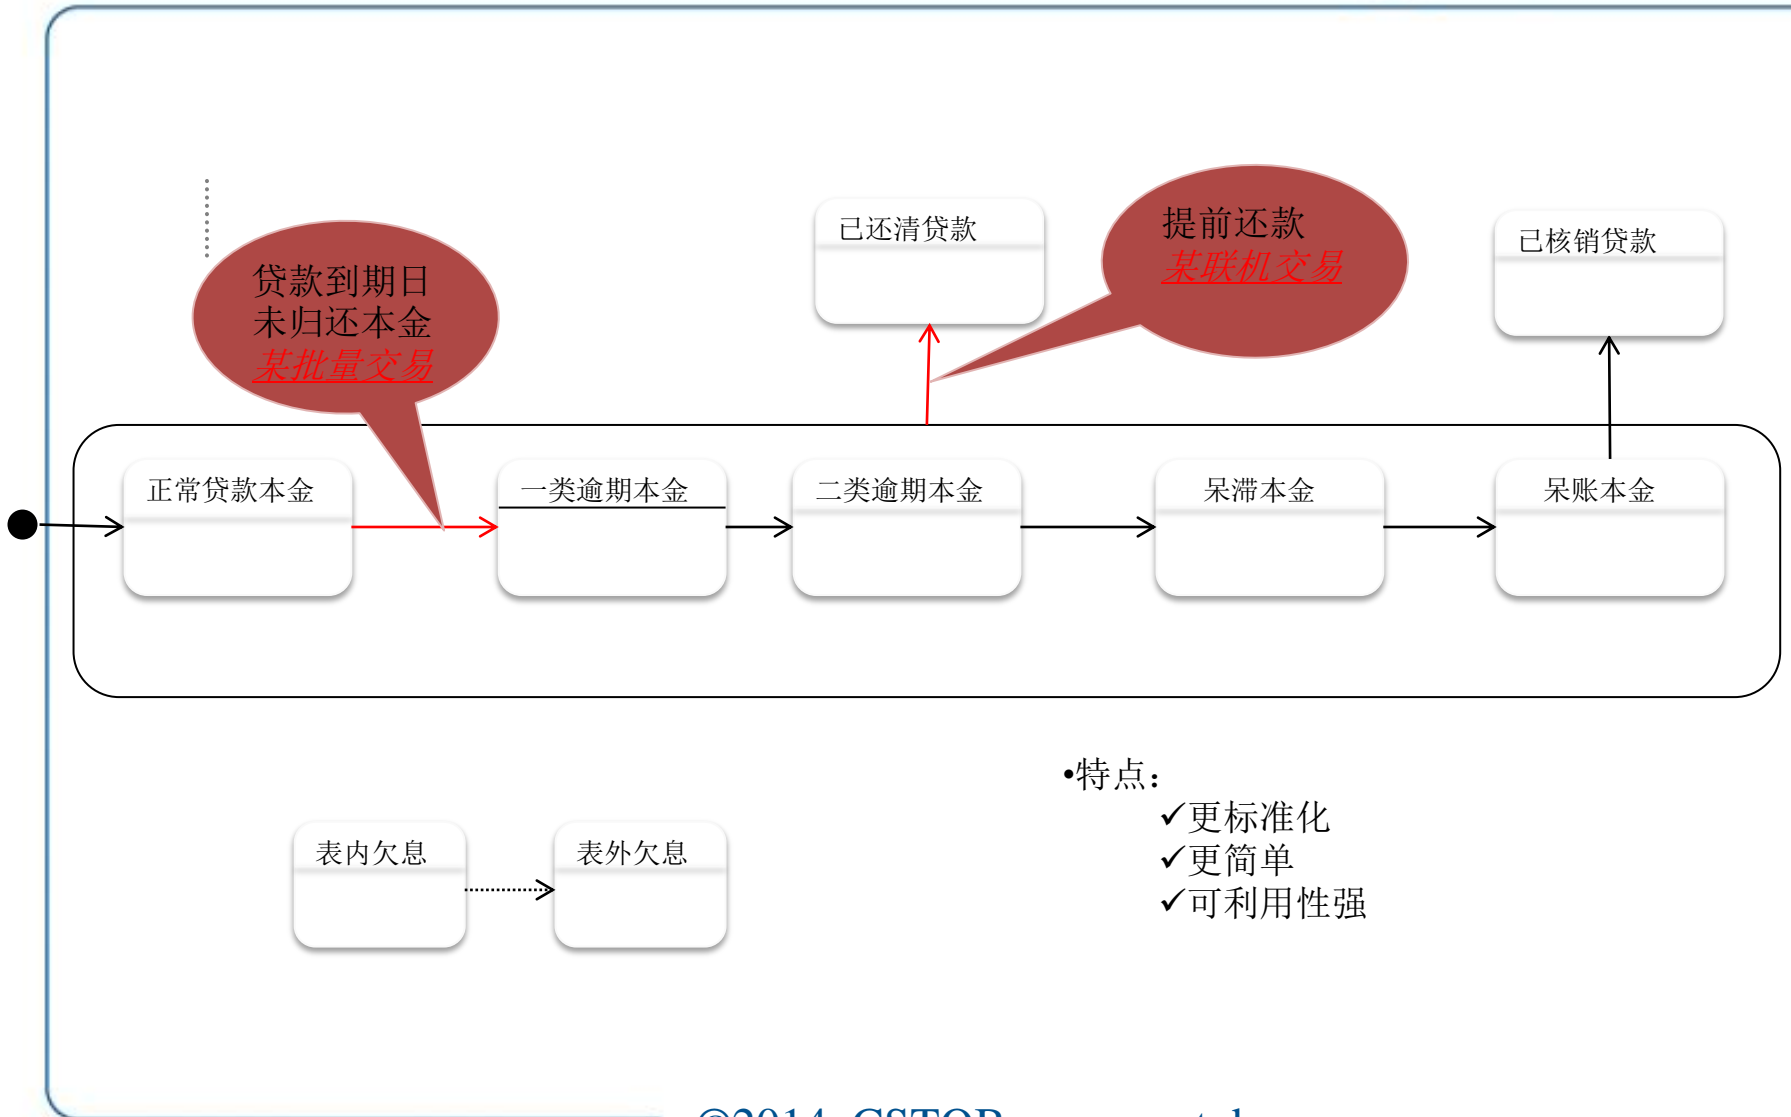 已还清贷款
提前还款
某联机交易
已核销贷款
贷款到期日
未归还本金
某批量交易
正常贷款本金
一类逾期本金
二类逾期本金
呆滞本金
呆账本金
•特点：
✓更标准化
✓更简单
✓可利用性强
表内欠息
表外欠息